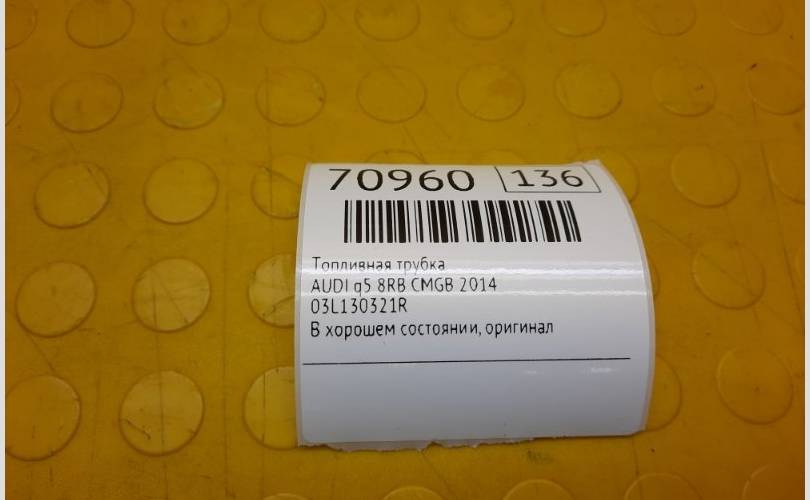 70960 136
Топливная трубка
AUDI q5 8RB CMGB 2014
03L130321R
В хорошем состоянии, оригинал